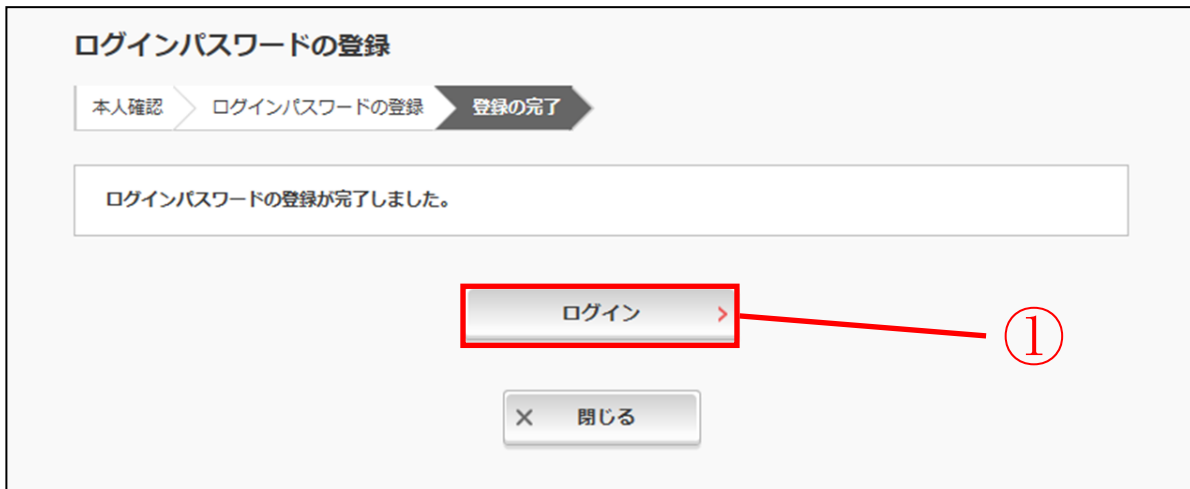 ログインパスワードの登録
本人確認 ログインパスワードの登録 登録の完了
ログインパスワードの登録が完了しました。
ログイン
①
閉じる